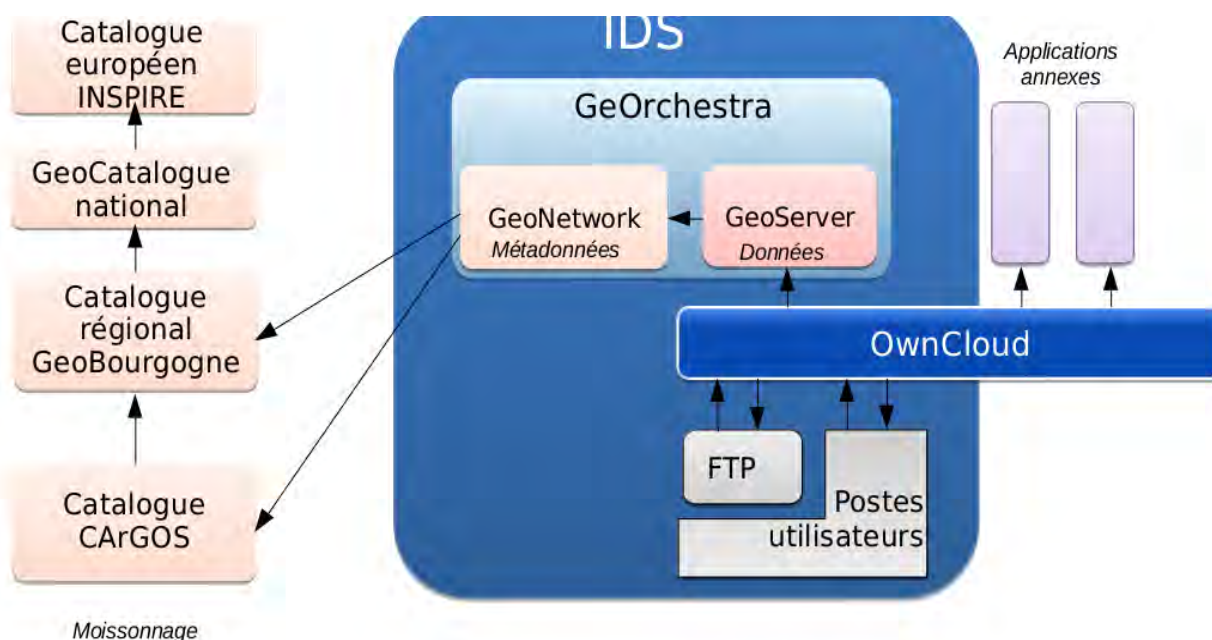 Catalogue
européen
INSPIRE
GeoCatalogue
national
Catalogue
régional
GeoBourgogne
Catalogue
CArGOS
Moissonnage
IDS
GeOrchestra
GeoNetwork
Métadonnées
GeoServer
Données
Applications
annexes
OwnCloud
FTP
Postes
utilisateurs